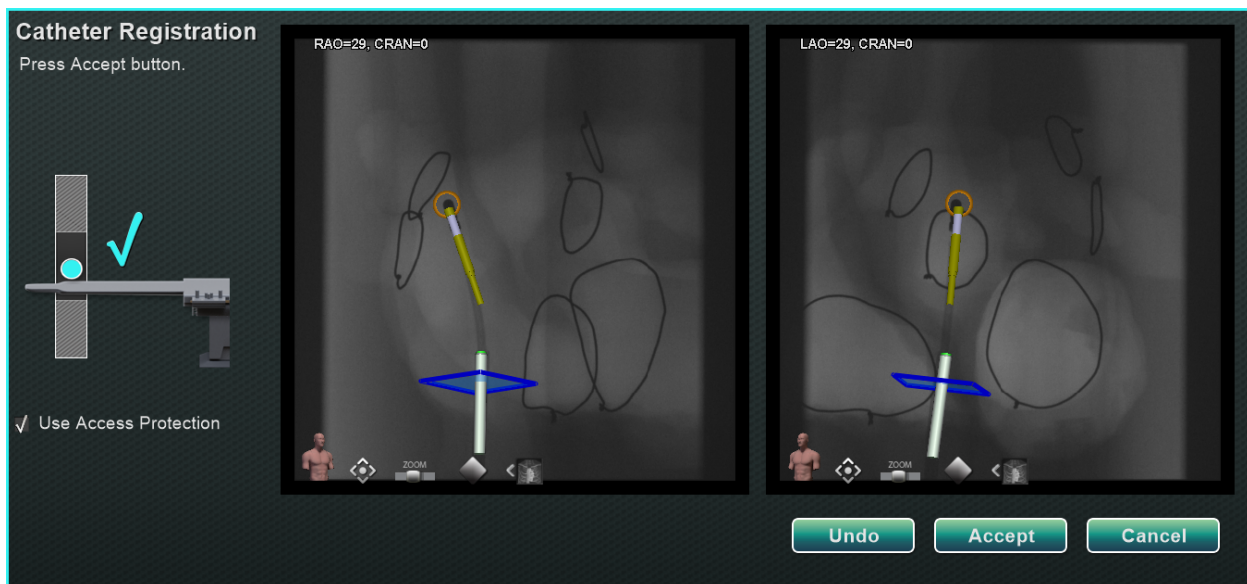 Catheter Registration
Press Accept button.
RAO=29, CRAN=0
LAO=29, CRAN=0
Use Access Protection
ZOOM
ZOOM
Undo
Accept
Cancel